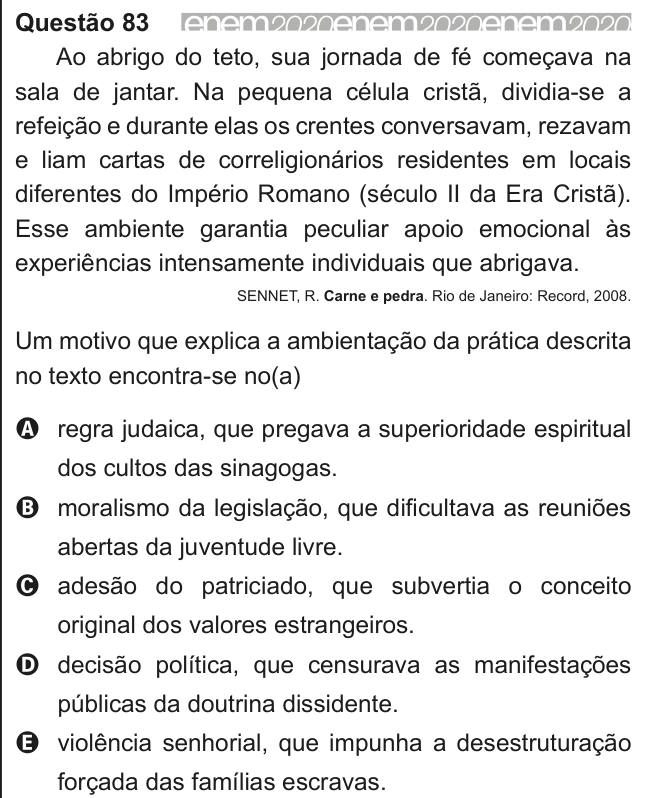 Questão 83 enem2020enem2020enem2020
Ao abrigo do teto, sua jornada de fé começava na
sala de jantar. Na pequena célula cristã, dividia-se a
refeição e durante elas os crentes conversavam, rezavam
e liam cartas de correligionários residentes em locais
diferentes do Império Romano (século II da Era Cristã).
Esse ambiente garantia peculiar apoio emocional às
experiências intensamente individuais que abrigava.
SENNET, R. Carne e pedra. Rio de Janeiro: Record, 2008.
Um motivo que explica a ambientação da prática descrita
no texto encontra-se no(a)
A regra judaica, que pregava a superioridade espiritual
dos cultos das sinagogas.
B moralismo da legislação, que dificultava as reuniões
abertas da juventude livre.
C adesão do patriciado, que subvertia o conceito
original dos valores estrangeiros.
D decisão política, que censurava as manifestações
públicas da doutrina dissidente.
E violência senhorial, que impunha a desestruturação
forçada das famílias escravas.